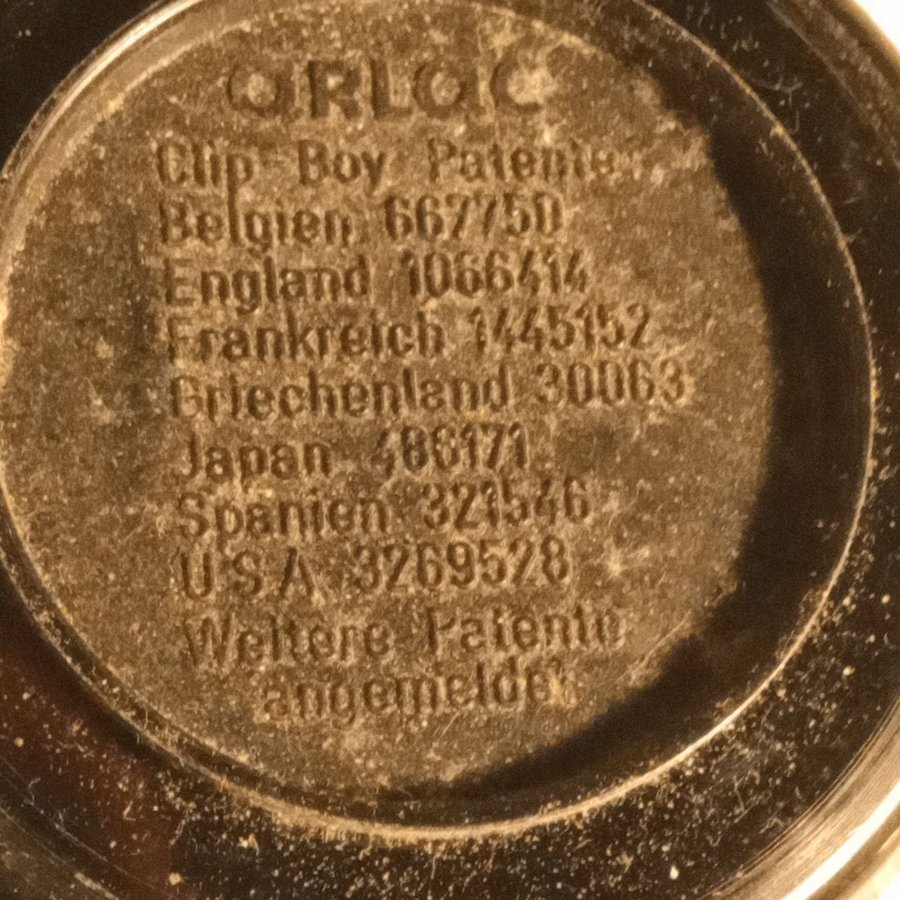 ORLAC
Clip Boy Patente
Belgien 667750
England 1066414
Frankreich 1445152
Griechenland 30063
Japan 486171
Spanien 321546
USA 3269528
Weitere Patente
angemeldet